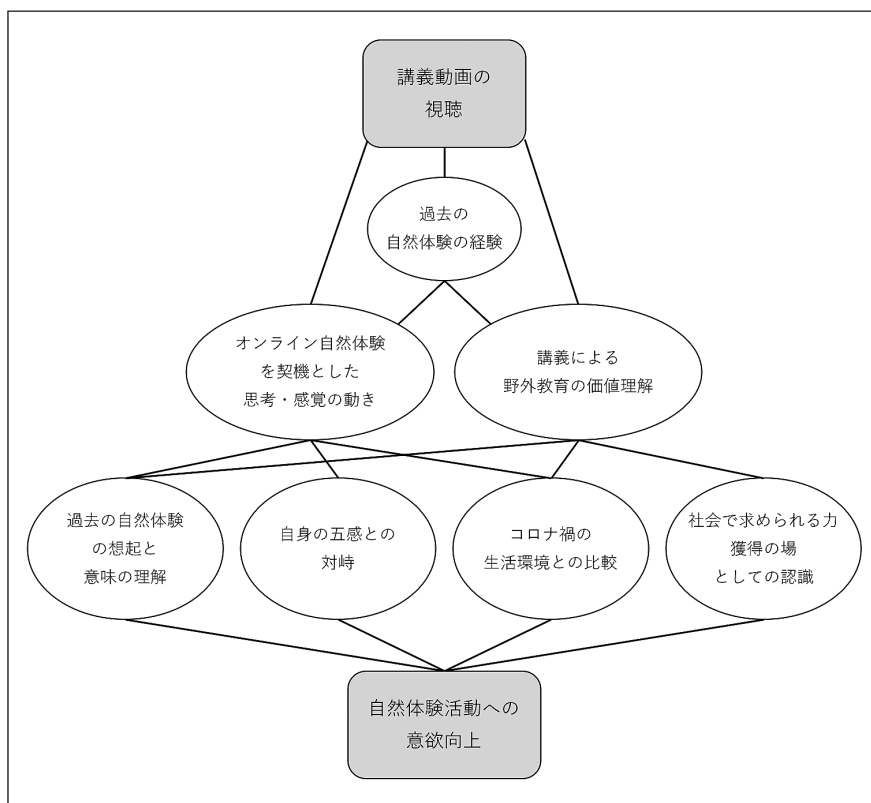 講義動画の
視聴
過去の
自然体験の経験
オンライン自然体験
を契機とした
思考・感覚の動き
講義による
野外教育の価値理解
過去の自然体験
の想起と
意味の理解
自身の五感との
対峙
コロナ禍の
生活環境との比較
社会で求められる力
獲得の場
としての認識
自然体験活動への
意欲向上